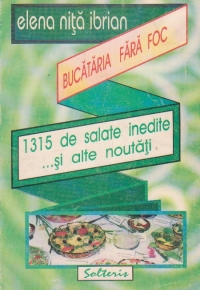 elena niță ibrian
BUCĂTĂRIA FĂRĂ FOC
1315 de salate inedite
...și alte noutăți
Solteris